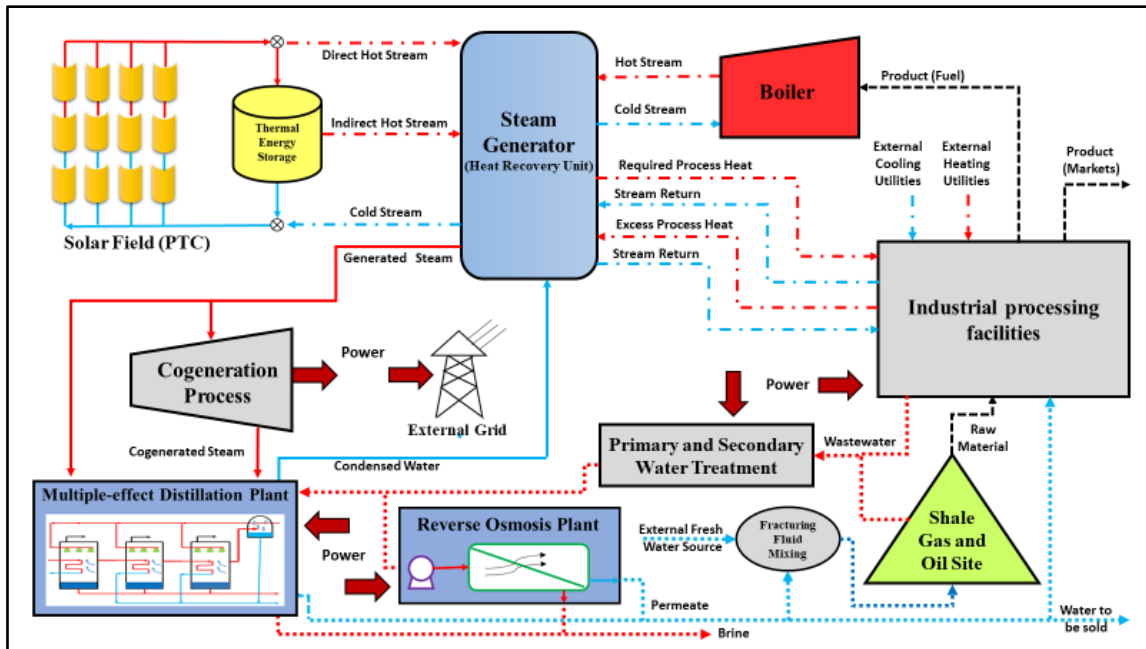 Direct Hot Stream
Thermal
Energy
Storage
Indirect Hot Stream
Cold Stream
Solar Field (PTC)
Generated Steam
Steam
Generator
(Heat Recovery Unit)
Hot Stream
Cold Stream
Boiler
Product (Fuel)
External
Cooling
Utilities
External
Heating
Utilities
Product
(Markets)
Required Process Heat
Stream Return
Excess Process Heat
Stream Return
Industrial processing
facilities
Cogeneration
Process
Power
External Grid
Power
Cogenerated Steam
Condensed Water
Primary and Secondary
Water Treatment
Wastewater
Raw
Material
Shale
Gas and
Oil Site
Multiple-effect Distillation Plant
Power
Reverse Osmosis Plant
External Fresh
Water Source
Fracturing
Fluid
Mixing
Permeate
Brine
Water to
be sold